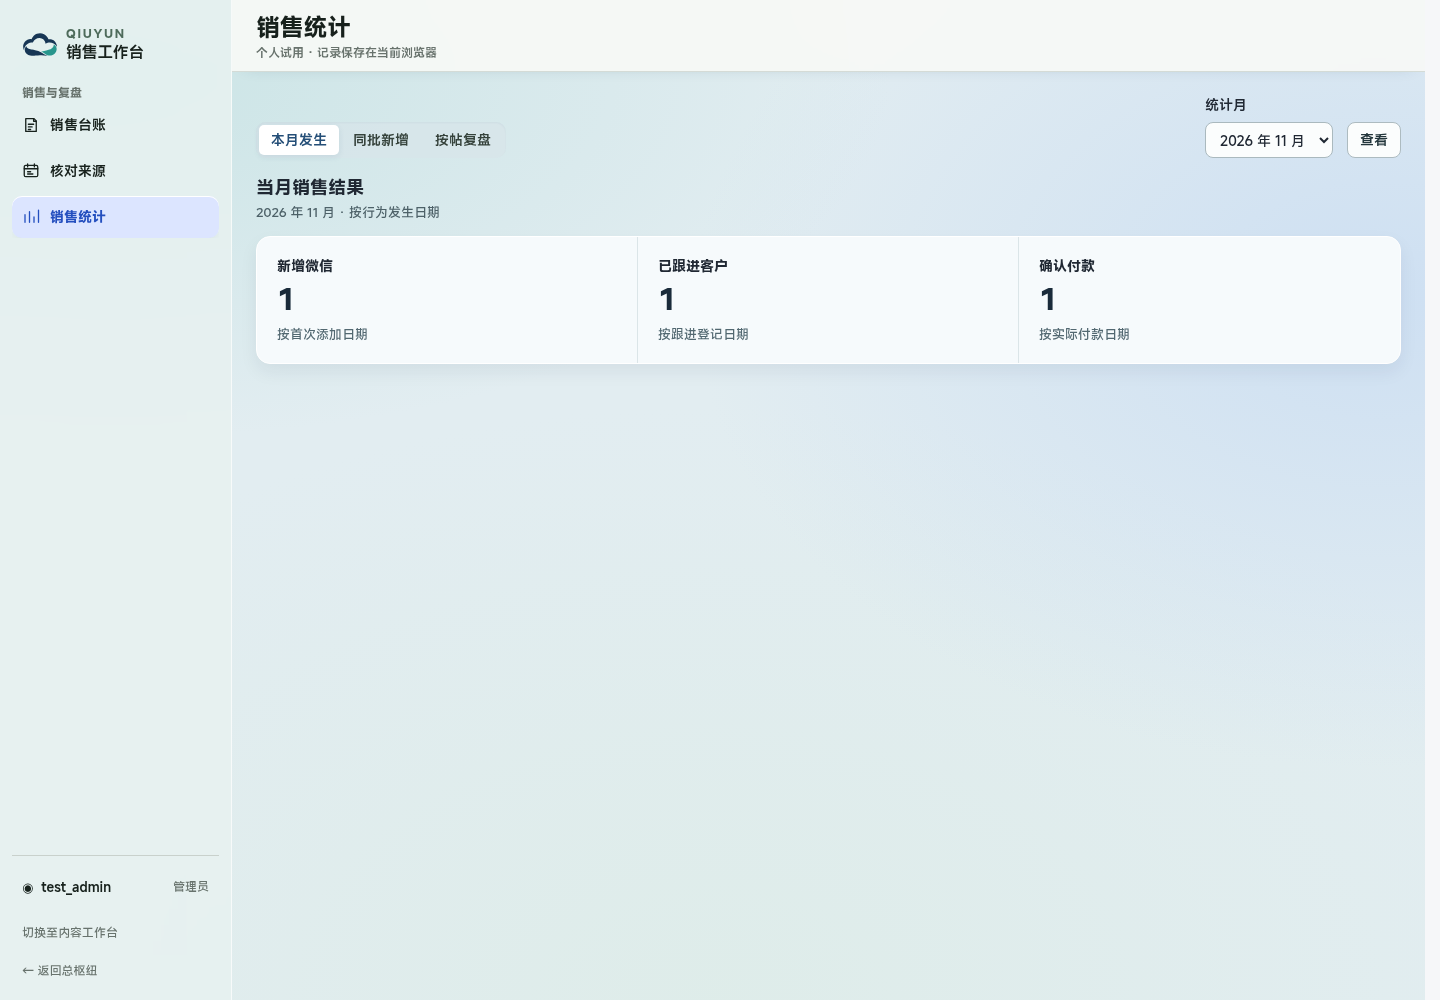 QIUYUN
销售工作台
销售与复盘
销售台账
核对来源
销售统计
test_admin
管理员
切换至内容工作台
← 返回总枢纽
销售统计
个人试用 · 记录保存在当前浏览器
统计月
本月发生
同批新增
按帖复盘
2026 年 11 月
查看
当月销售结果
2026 年 11 月 · 按行为发生日期
新增微信
1
按首次添加日期
已跟进客户
1
按跟进登记日期
确认付款
1
按实际付款日期